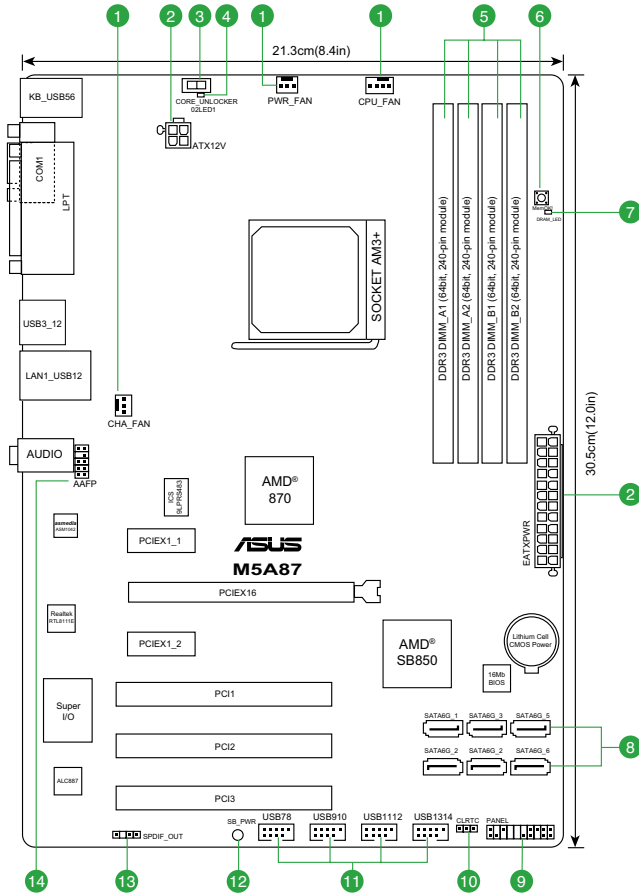 1
2
3
4
1
1
5
6
21.3cm(8.4in)
KB_USB56
CORE_UNLOCKER
02LED1
PWR_FAN
CPU_FAN
ATX12V
COM1
LPT
MemOK!
DRAM_LED
7
SOCKET AM3+
DDR3 DIMM_A1 (64bit, 240-pin module)
DDR3 DIMM_A2 (64bit, 240-pin module)
DDR3 DIMM_B1 (64bit, 240-pin module)
DDR3 DIMM_B2 (64bit, 240-pin module)
USB3_12
LAN1_USB12
CHA_FAN
30.5cm(12.0in)
AUDIO
AAFP
ICS
9LPRS483
AMD®
870
2
EATXPWR
asmedia
ASM1042
PCIEX1_1
ASUS
M5A87
PCIEX16
Realtek
RTL8111E
PCIEX1_2
AMD®
SB850
Lithium Cell
CMOS Power
16Mb
BIOS
Super
I/O
PCI1
SATA6G_1
SATA6G_3
SATA6G_5
8
PCI2
SATA6G_2
SATA6G_2
SATA6G_6
ALC887
PCI3
SPDIF_OUT
SB_PWR
USB78
USB910
USB1112
USB1314
CLRTC
PANEL
14
13
12
11
10
9